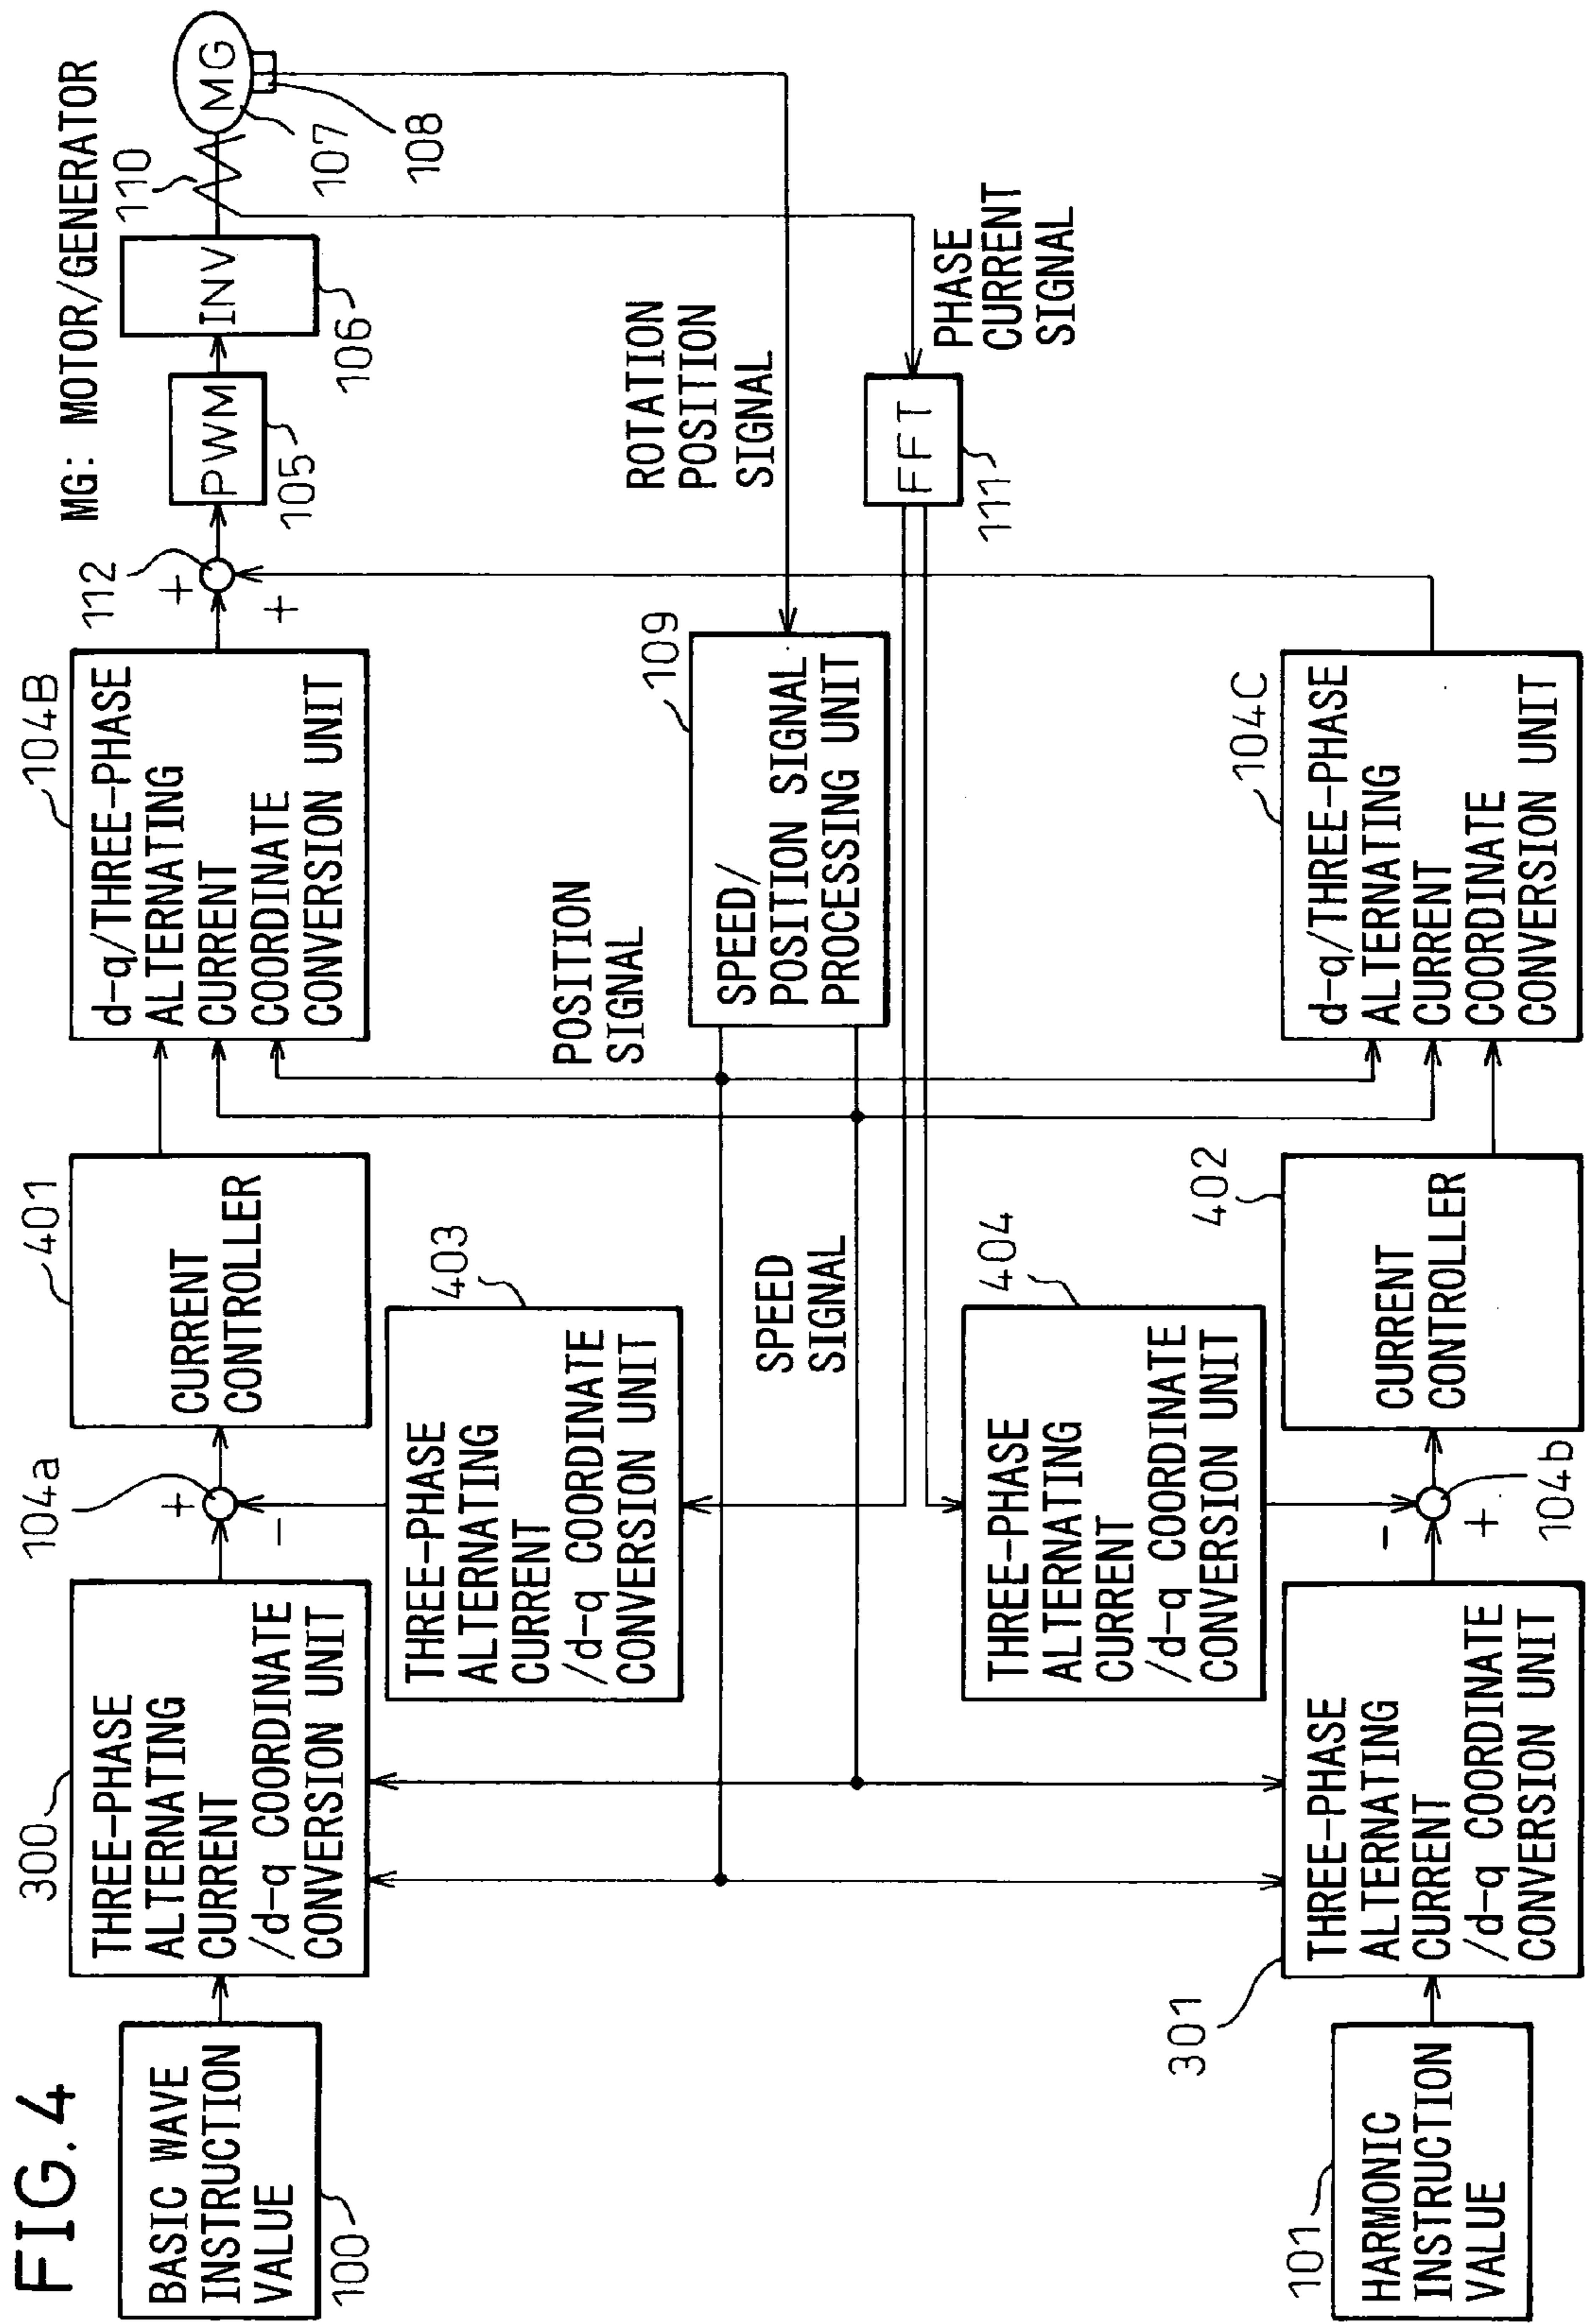 FIG. 4
MG: MOTOR/GENERATOR
BASIC WAVE
INSTRUCTION
VALUE
100
300
THREE-PHASE
ALTERNATING
CURRENT
/d-q COORDINATE
CONVERSION UNIT
104a
+
-
401
CURRENT
CONTROLLER
104B
d-q/THREE-PHASE
ALTERNATING
CURRENT
COORDINATE
CONVERSION UNIT
112
+
+
PWM
105
INV
106
110
MG
107
108
403
THREE-PHASE
ALTERNATING
CURRENT
/d-q COORDINATE
CONVERSION UNIT
POSITION
SIGNAL
ROTATION
POSITION
SIGNAL
109
SPEED/
POSITION SIGNAL
PROCESSING UNIT
SPEED
SIGNAL
FFT
111
PHASE
CURRENT
SIGNAL
404
THREE-PHASE
ALTERNATING
CURRENT
/d-q COORDINATE
CONVERSION UNIT
101
HARMONIC
INSTRUCTION
VALUE
301
THREE-PHASE
ALTERNATING
CURRENT
/d-q COORDINATE
CONVERSION UNIT
-
+
104b
402
CURRENT
CONTROLLER
104C
d-q/THREE-PHASE
ALTERNATING
CURRENT
COORDINATE
CONVERSION UNIT